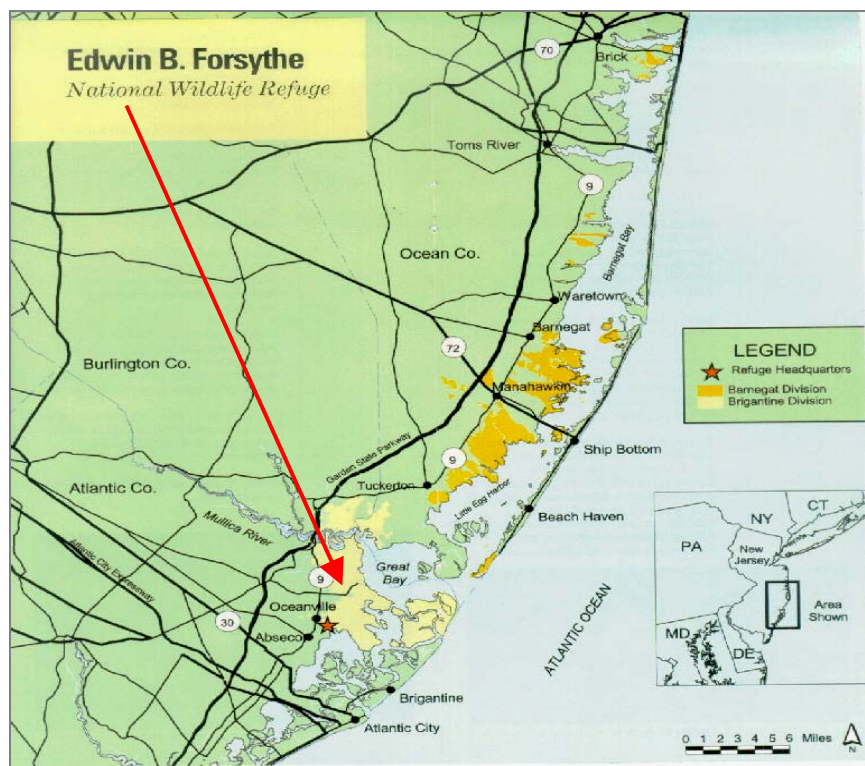 Edwin B. Forsythe
National Wildlife Refuge
70
Brick
Toms River
9
Ocean Co.
Barnegat Bay
Waretown
Barnegat
72
LEGEND
Refuge Headquarters
Barnegat Division
Brigantine Division
Burlington Co.
Manahawkin
Garden State Parkway
Ship Bottom
9
Tuckerton
Atlantic Co.
Little Egg Harbor
Beach Haven
Mullica River
Atlantic City Expressway
Great
Bay
9
Oceanville
30
Absecon
ATLANTIC OCEAN
Brigantine
Atlantic City
NY
CT
PA
New
Jersey
Area
Shown
MD
DE
0 1 2 3 4 5 6 Miles
N